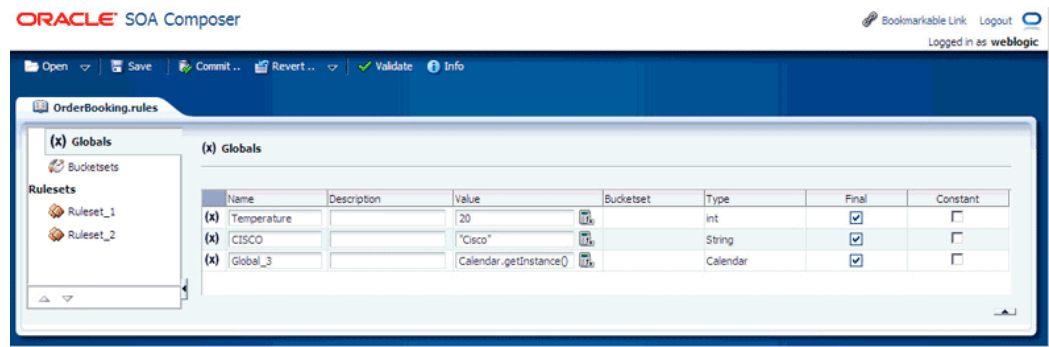 ORACLE SOA Composer
Bookmarkable Link Logout
Logged in as weblogic
Open Save Commit .. Revert .. Validate Info
OrderBooking.rules
(x) Globals
Bucketsets
Rulesets
Ruleset_1
Ruleset_2
(x) Globals
Name Description Value Bucketset Type Final Constant
(x) Temperature 20 int
(x) CISCO "Cisco" String
(x) Global_3 Calendar.getInstance() Calendar